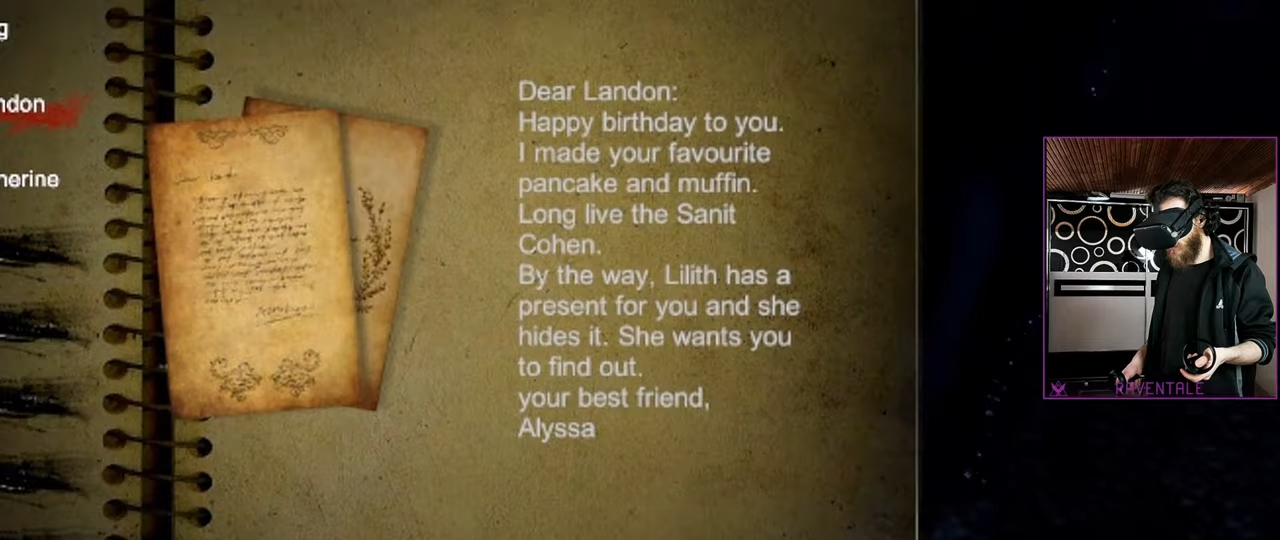 ndon
herine
Dear Landon:
Happy birthday to you.
I made your favourite
pancake and muffin.
Long live the Sanit
Cohen.
By the way, Lilith has a
present for you and she
hides it. She wants you
to find out.
your best friend,
Alyssa
RAVENTALE